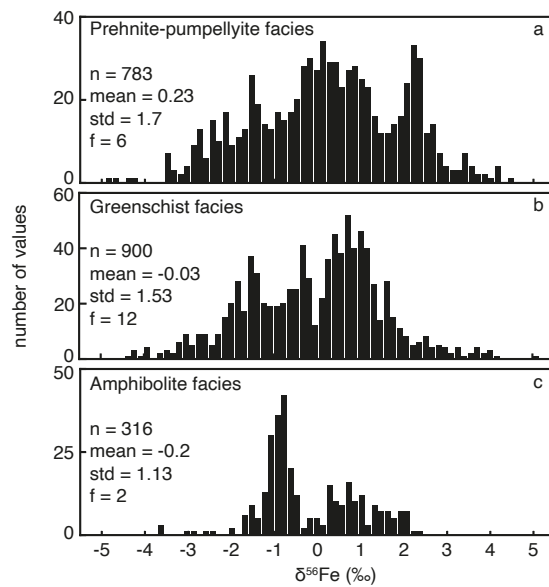 40
Prehnite-pumpellyite facies
a
n = 783
mean = 0.23
std = 1.7
f = 6
20
0
60
Greenschist facies
b
n = 900
mean = -0.03
std = 1.53
f = 12
40
20
0
number of values
50
Amphibolite facies
c
n = 316
mean = -0.2
std = 1.13
f = 2
25
0
-5 -4 -3 -2 -1 0 1 2 3 4 5
δ⁵⁶Fe (‰)